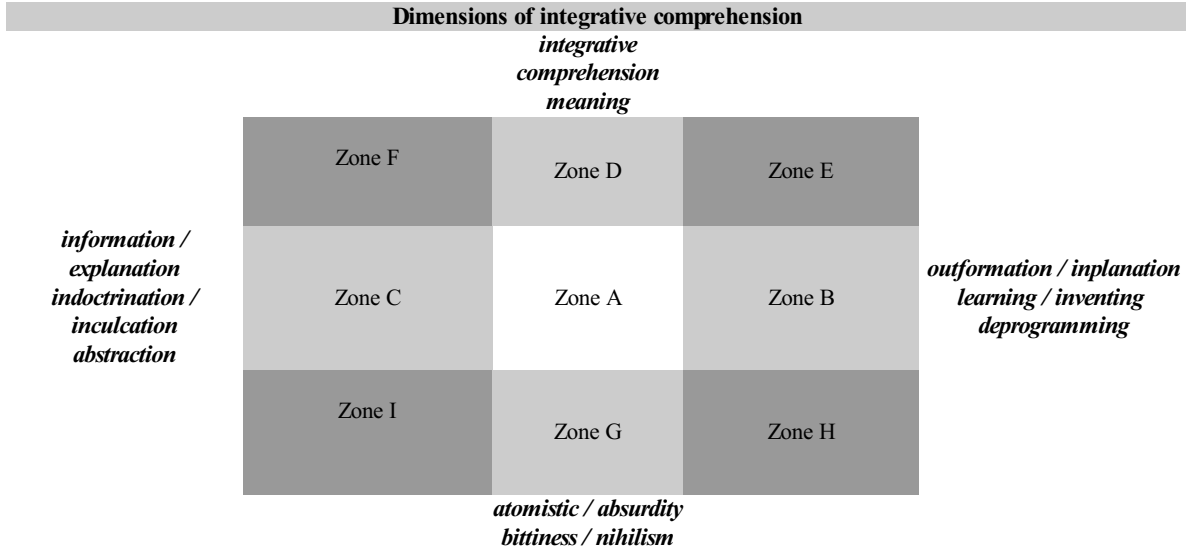 Dimensions of integrative comprehension
integrative
comprehension
meaning
Zone F
Zone D
Zone E
information /
explanation
indoctrination /
inculcation
abstraction
Zone C
Zone A
Zone B
outformation / inplanation
learning / inventing
deprogramming
Zone I
Zone G
Zone H
atomistic / absurdity
bittiness / nihilism